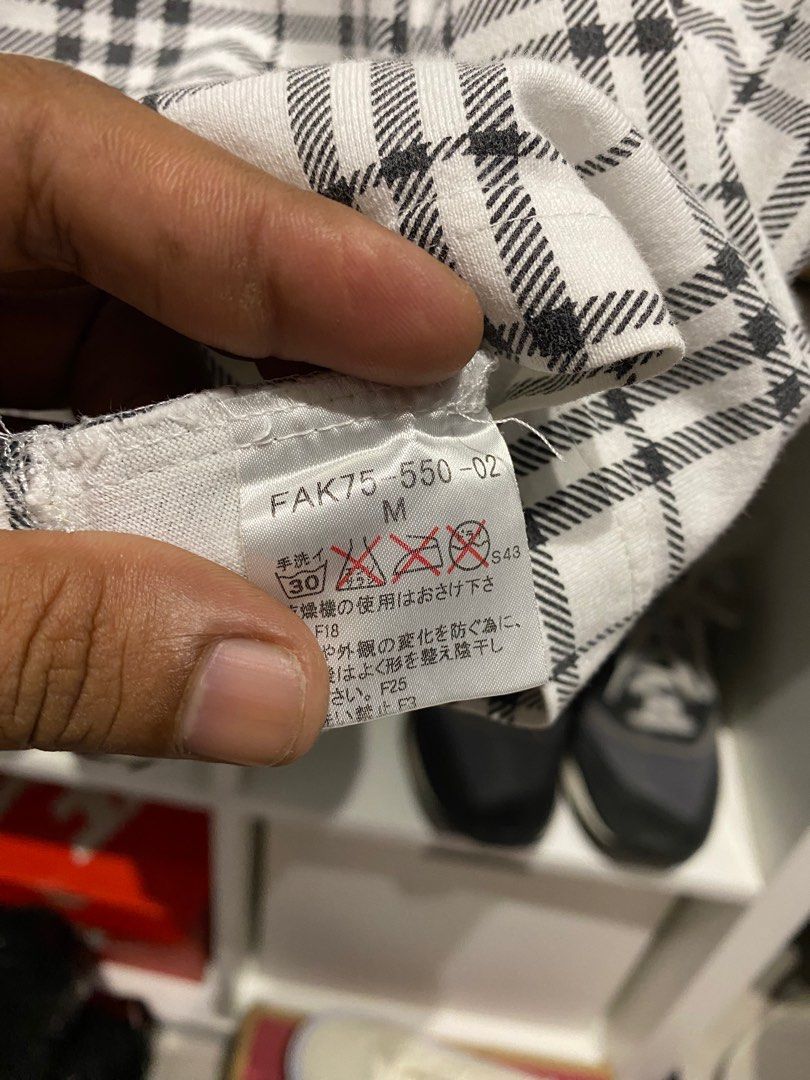 FAK75-550-02
M
手洗イ
30
S43
燥機の使用はおさけ下さ
F18
や外観の変化を防ぐ為に、
はよく形を整え陰干し
さい。F25
禁止 F3